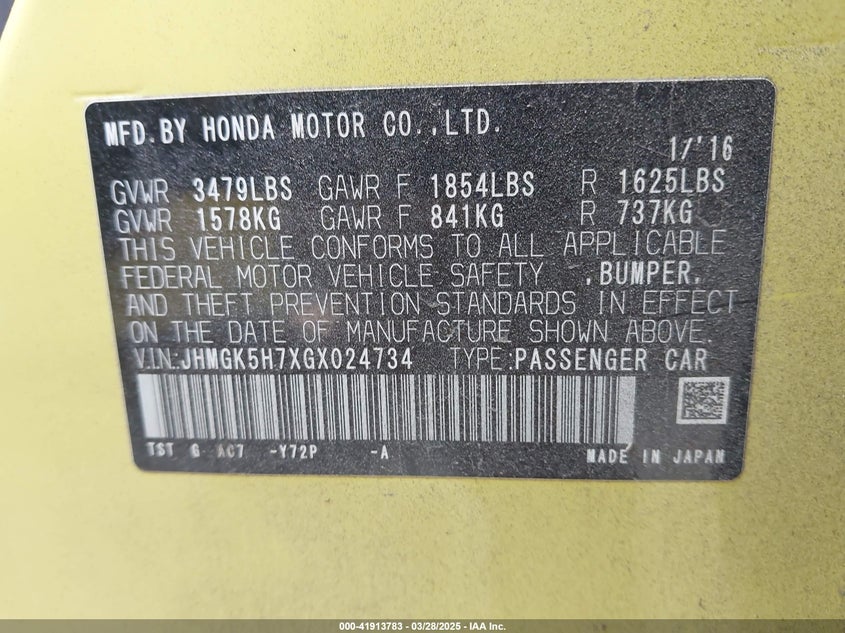 MFD.BY HONDA MOTOR CO.,LTD.
1/'16
GVWR 3479LBS GAWR F 1854LBS R 1625LBS
GVWR 1578KG GAWR F 841KG R 737KG
THIS VEHICLE CONFORMS TO ALL APPLICABLE
FEDERAL MOTOR VEHICLE SAFETY ,BUMPER,
AND THEFT PREVENTION STANDARDS IN EFFECT
ON THE DATE OF MANUFACTURE SHOWN ABOVE.
V.I.N.:JHMGK5H7XGX024734 TYPE:PASSENGER CAR
TST G AC7 -Y72P -A MADE IN JAPAN
000-41913783 / 03/28/2025 - IAA Inc.